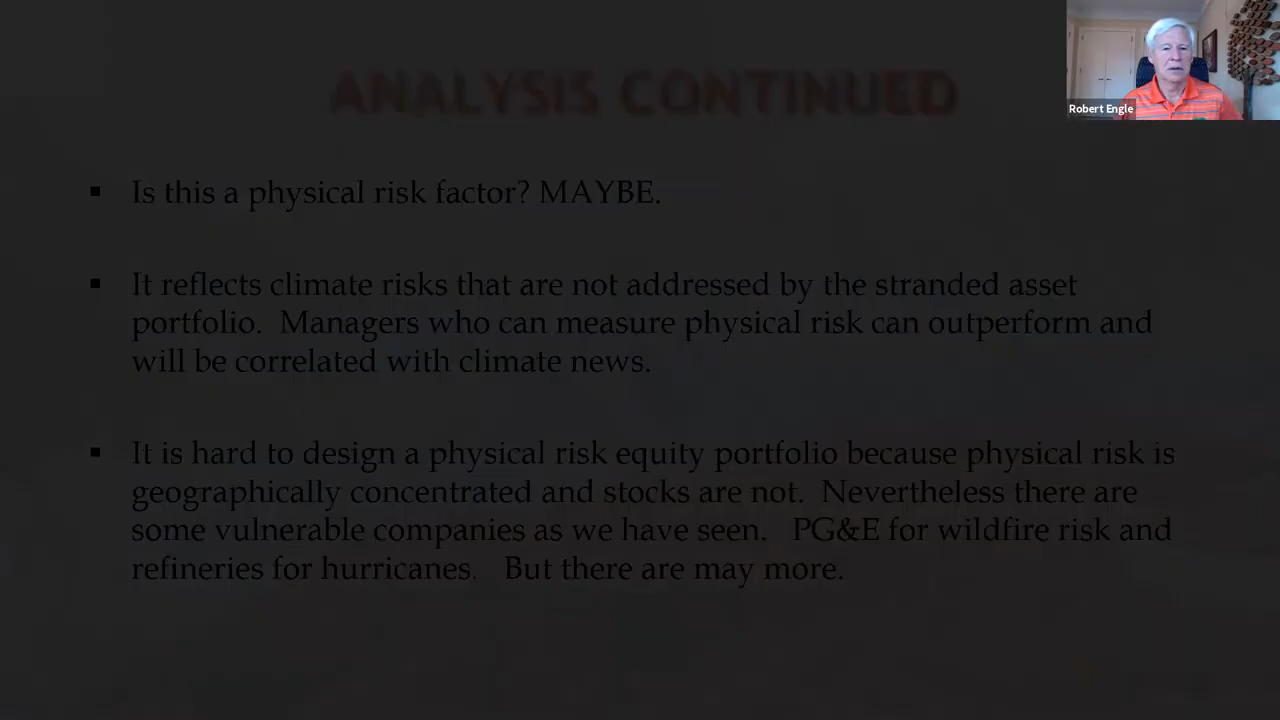 ANALYSIS CONTINUED
Robert Engle
▪ Is this a physical risk factor? MAYBE.
▪ It reflects climate risks that are not addressed by the stranded asset
portfolio. Managers who can measure physical risk can outperform and
will be correlated with climate news.
▪ It is hard to design a physical risk equity portfolio because physical risk is
geographically concentrated and stocks are not. Nevertheless there are
some vulnerable companies as we have seen. PG&E for wildfire risk and
refineries for hurricanes. But there are may more.